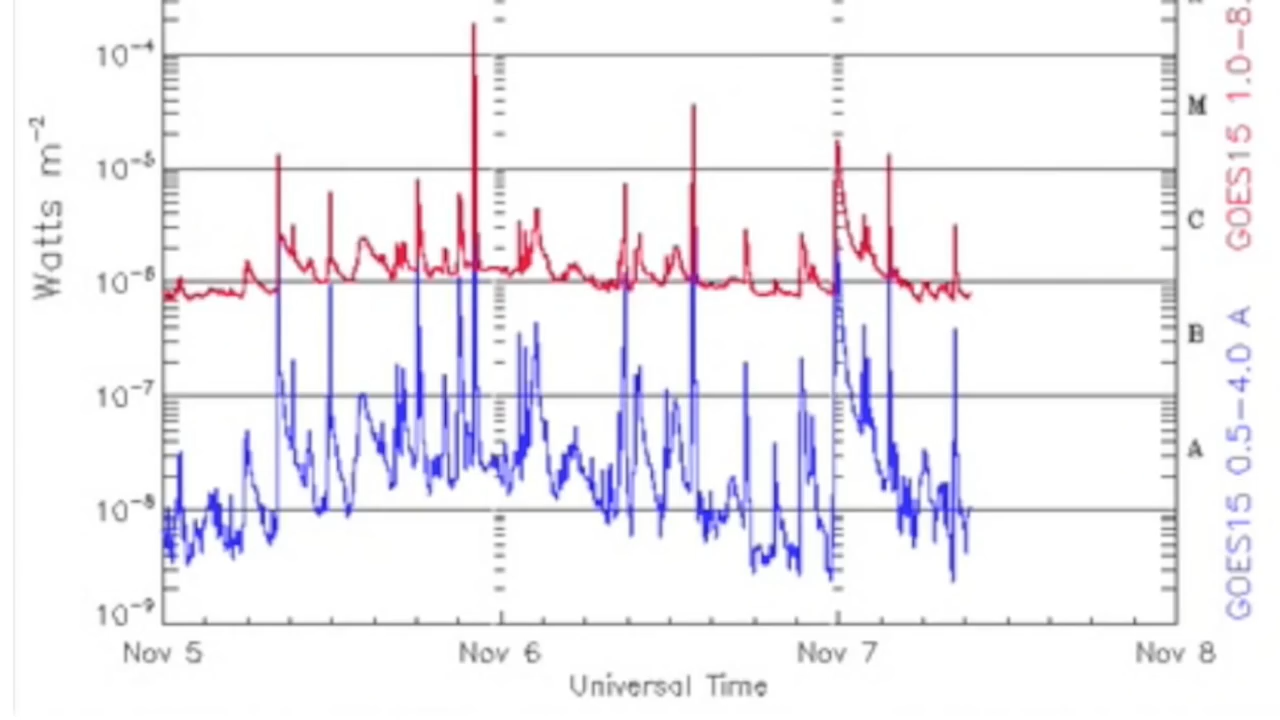 10⁻⁴
10⁻⁵
10⁻⁶
10⁻⁷
10⁻⁸
10⁻⁹
Watts m⁻²
Nov 5
Nov 6
Nov 7
Nov 8
Universal Time
M
C
B
A
GOES15 1.0-8.
GOES15 0.5-4.0 A